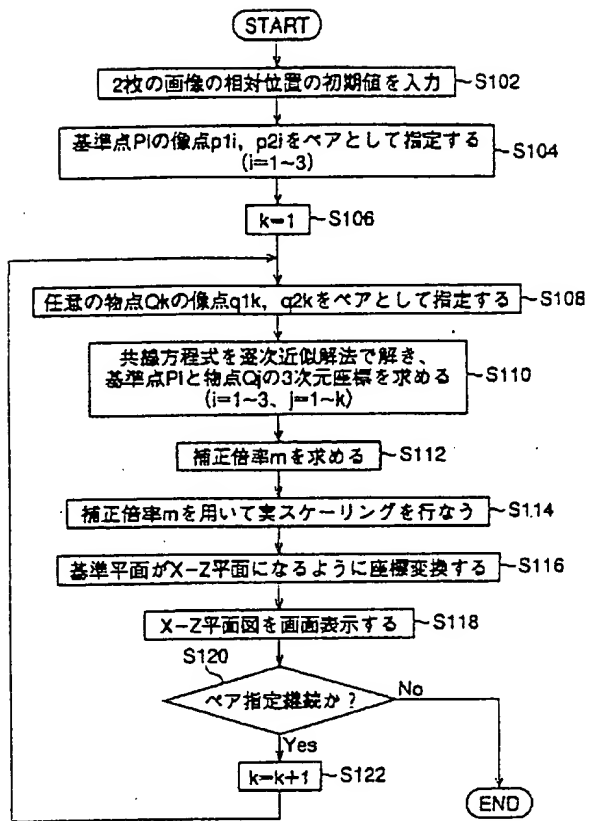 START
2枚の画像の相対位置の初期値を入力
S102
基準点Piの像点p1i, p2iをペアとして指定する
(i=1~3)
S104
k=1
S106
任意の物点Qkの像点q1k, q2kをペアとして指定する
S108
共線方程式を逐次近似解法で解き、
基準点Piと物点Qjの3次元座標を求める
(i=1~3、j=1~k)
S110
補正倍率mを求める
S112
補正倍率mを用いて実スケーリングを行なう
S114
基準平面がX-Z平面になるように座標変換する
S116
X-Z平面図を画面表示する
S118
S120
ペア指定継続か?
No
Yes
k=k+1
S122
END